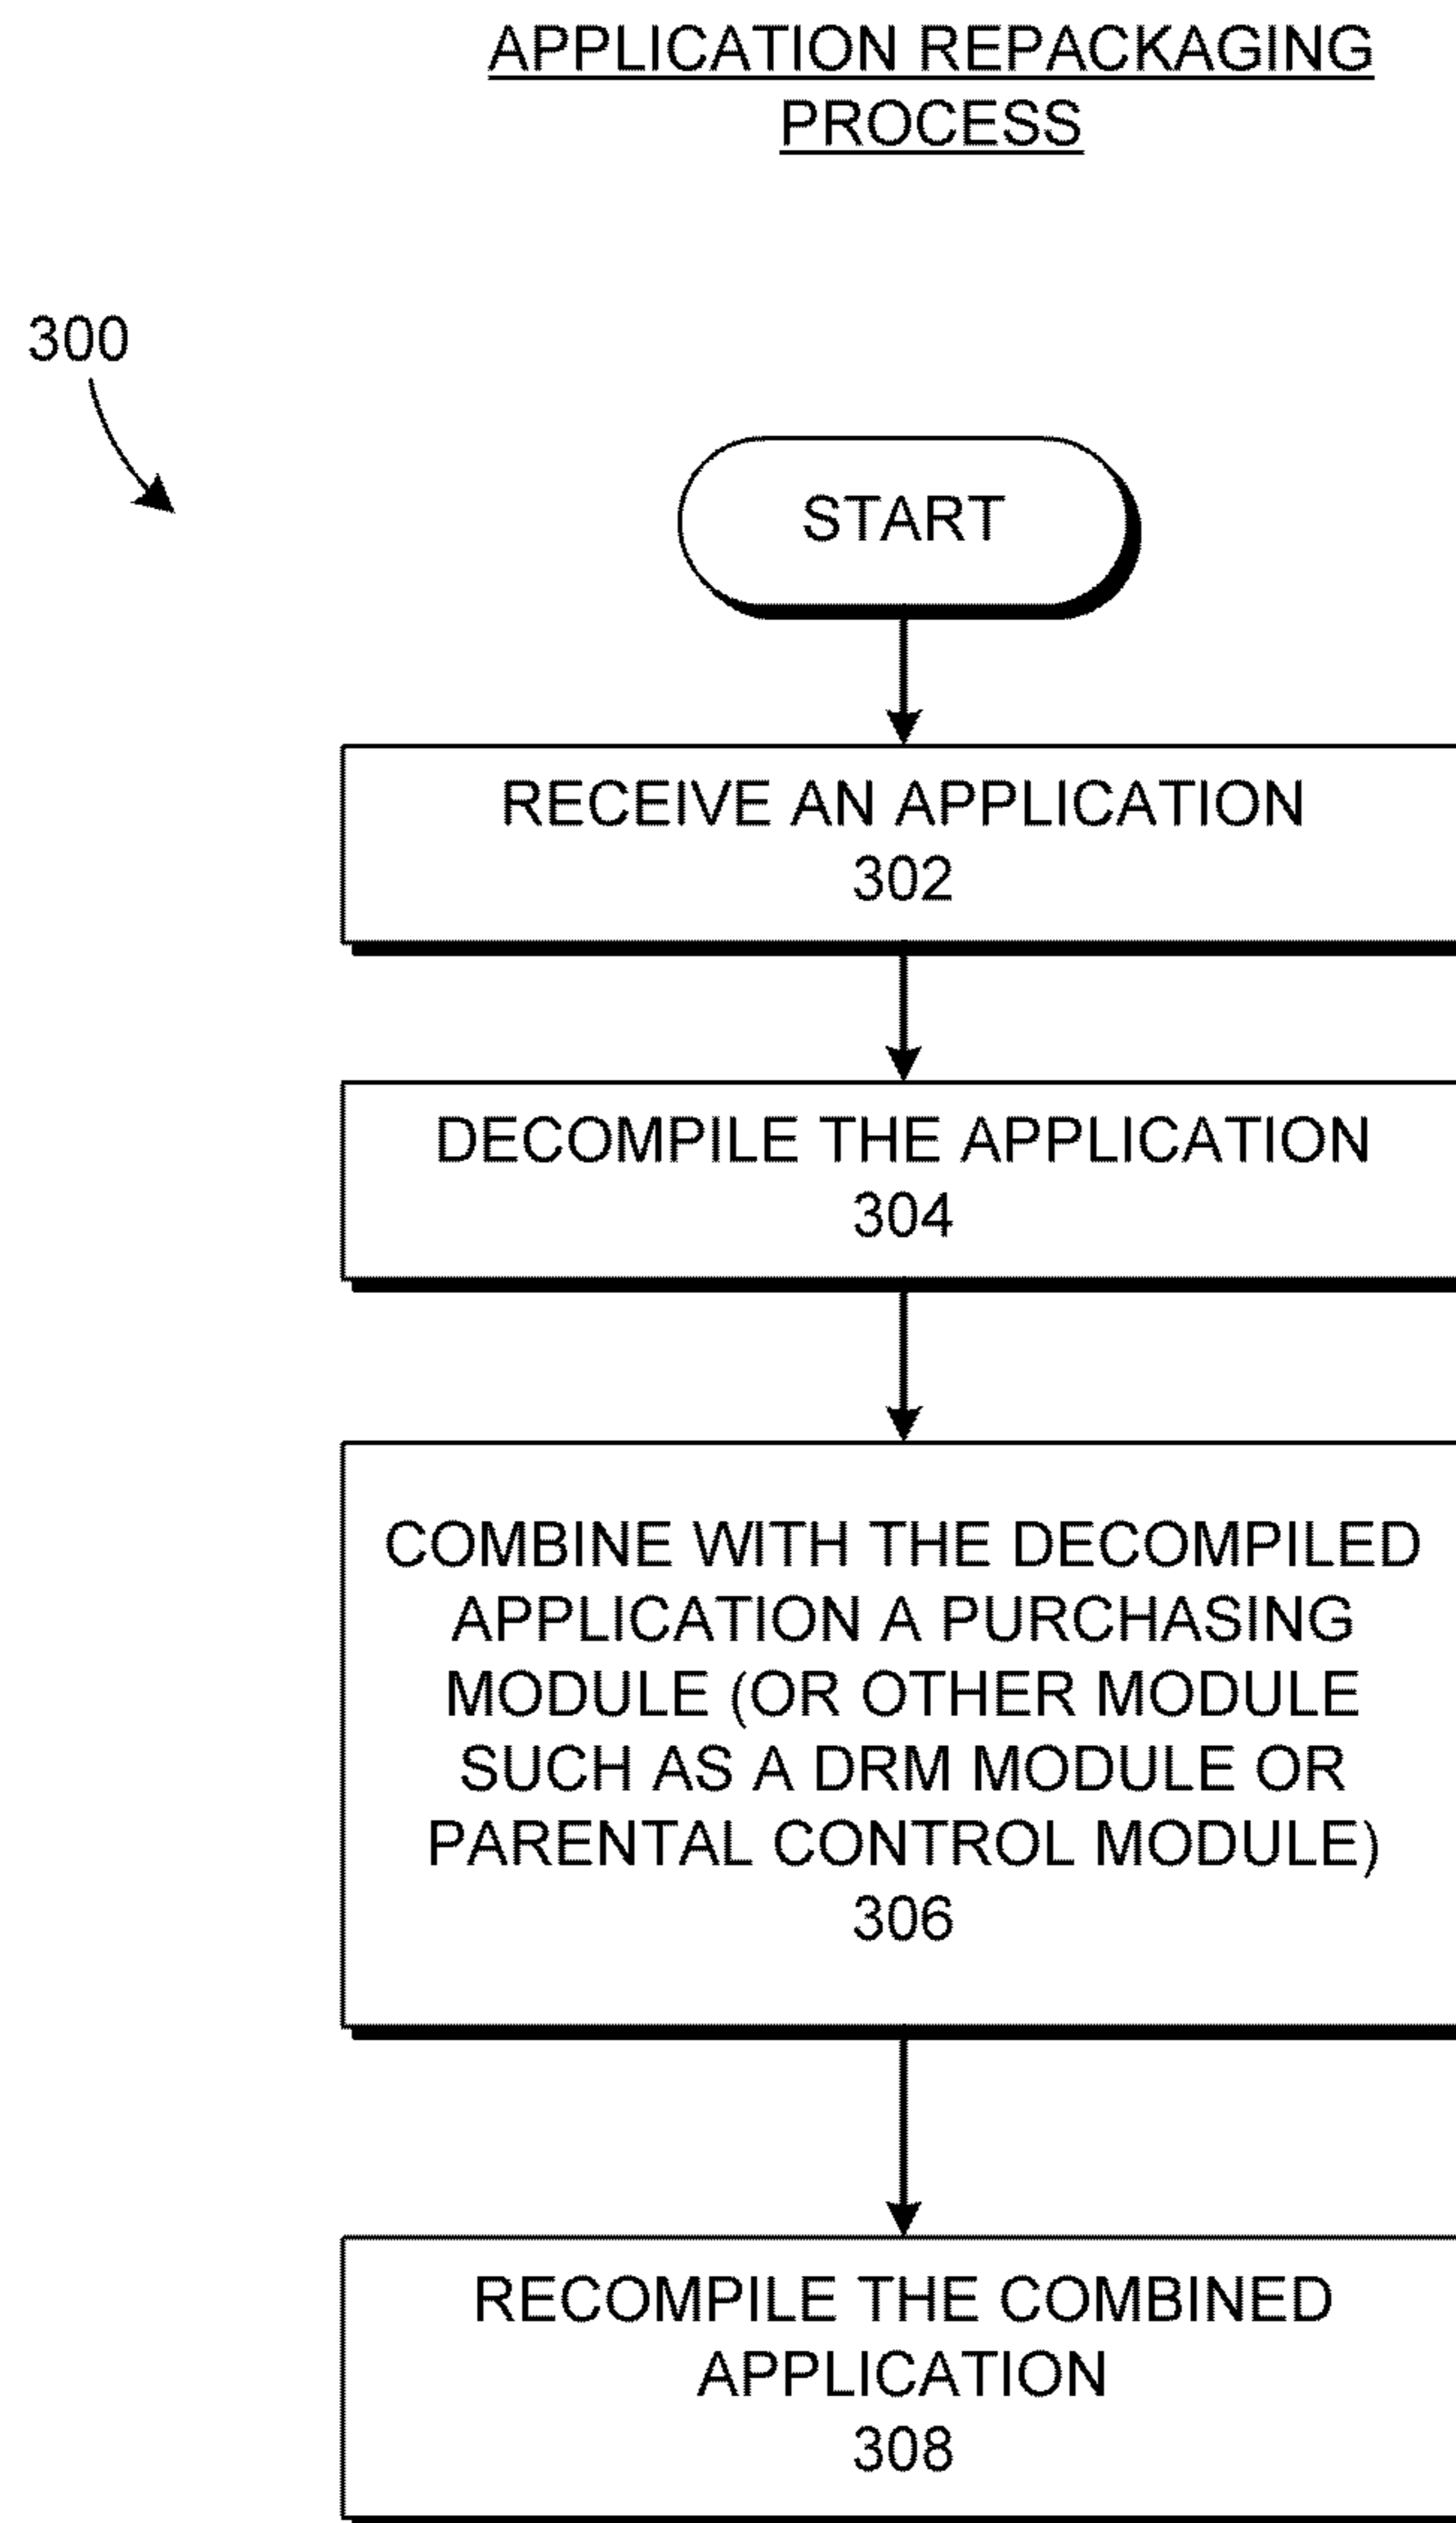 APPLICATION REPACKAGING
PROCESS
300
START
RECEIVE AN APPLICATION
302
DECOMPILE THE APPLICATION
304
COMBINE WITH THE DECOMPILED
APPLICATION A PURCHASING
MODULE (OR OTHER MODULE
SUCH AS A DRM MODULE OR
PARENTAL CONTROL MODULE)
306
RECOMPILE THE COMBINED
APPLICATION
308